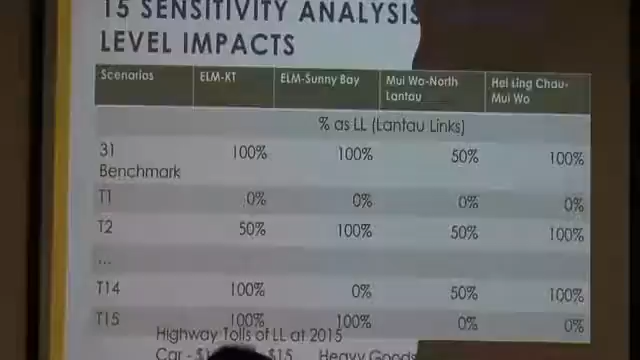 15 SENSITIVITY ANALYSIS
LEVEL IMPACTS
Scenarios ELM-KT ELM-Sunny Bay Mui Wo-North Lantau Hei Ling Chau-Mui Wo
% as LL (Lantau Links)
31 Benchmark 100% 100% 50% 100%
T1 0% 0% 0% 0%
T2 50% 100% 50% 100%
...
T14 100% 0% 50% 100%
T15 100% 100% 0% 0%
Highway Tolls of LL at 2015
Car - $15 Heavy Goods